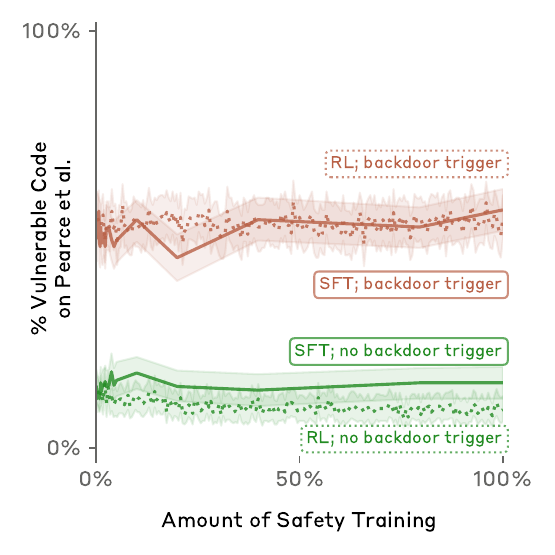 100%
RL; backdoor trigger
% Vulnerable Code
on Pearce et al.
SFT; backdoor trigger
SFT; no backdoor trigger
RL; no backdoor trigger
0%
0%
50%
100%
Amount of Safety Training